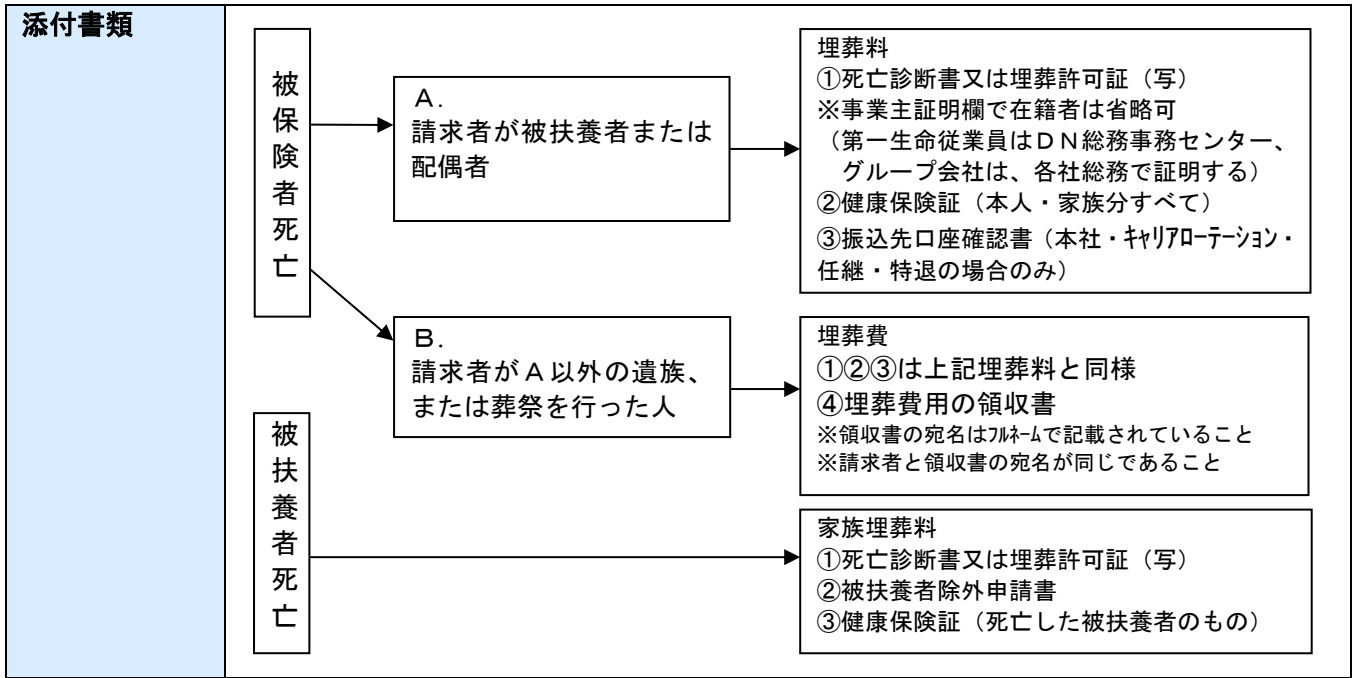 添付書類
被保険者死亡
A.
請求者が被扶養者または
配偶者
埋葬料
①死亡診断書又は埋葬許可証（写）
※事業主証明欄で在籍者は省略可
（第一生命従業員はDN総務事務センター、
グループ会社は、各社総務で証明する）
②健康保険証（本人・家族分すべて）
③振込先口座確認書（本社・ｷｬﾘｱﾛｰﾃｰｼｮﾝ・
任継・特退の場合のみ）
B.
請求者がA以外の遺族、
または葬祭を行った人
埋葬費
①②③は上記埋葬料と同様
④埋葬費用の領収書
※領収書の宛名はﾌﾙﾈｰﾑで記載されていること
※請求者と領収書の宛名が同じであること
被扶養者死亡
家族埋葬料
①死亡診断書又は埋葬許可証（写）
②被扶養者除外申請書
③健康保険証（死亡した被扶養者のもの）